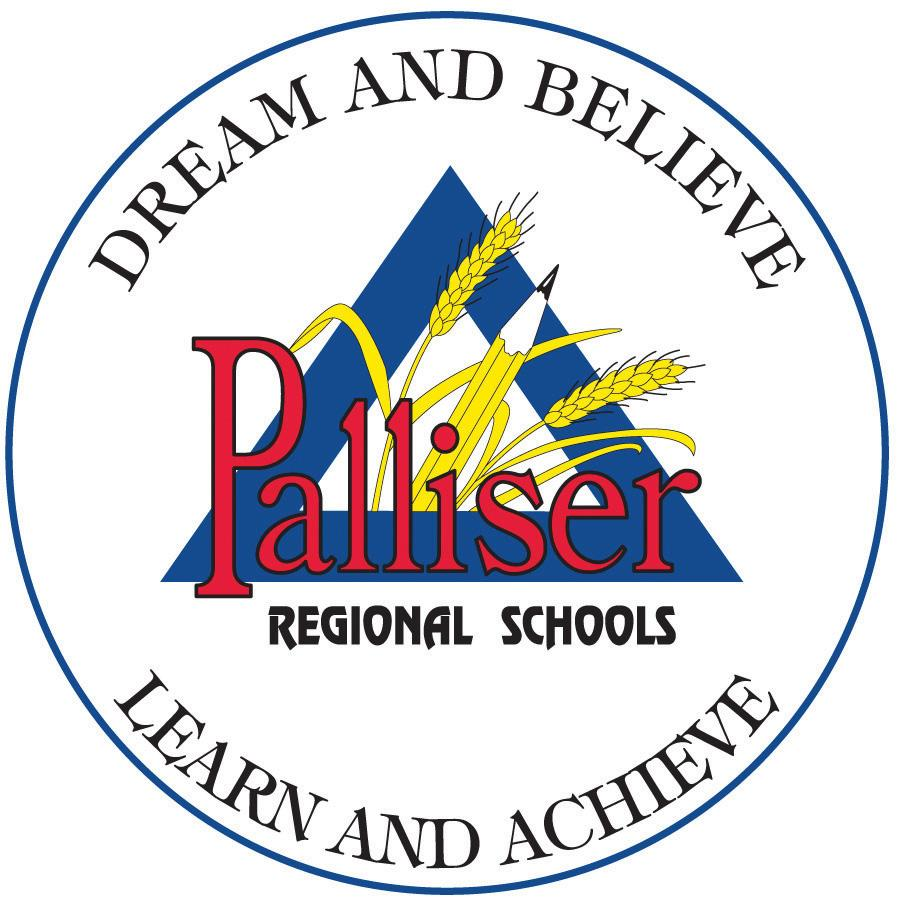 DREAM AND BELIEVE
Palliser
REGIONAL SCHOOLS
LEARN AND ACHIEVE